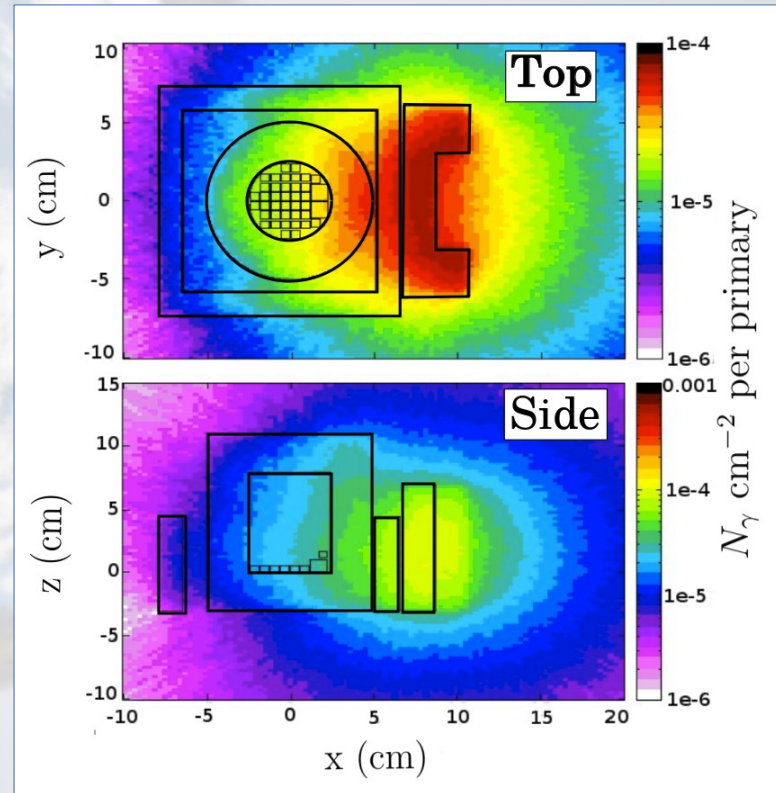 Top
10
5
0
-5
-10
y (cm)
1e-4
1e-5
1e-6
Side
15
10
5
0
-5
-10
z (cm)
0.001
1e-4
1e-5
1e-6
-10 -5 0 5 10 15 20
x (cm)
N_γ cm⁻² per primary